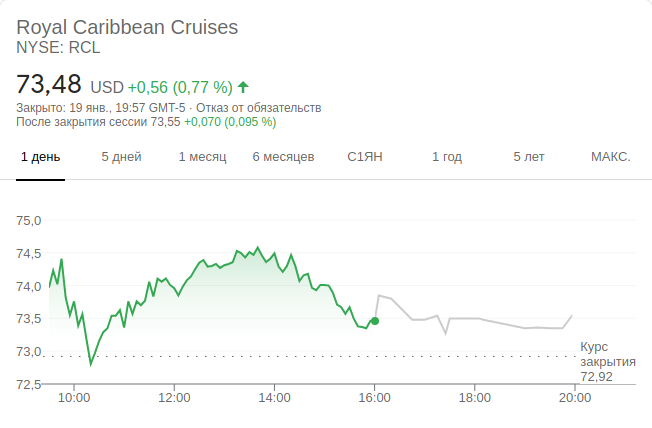 Royal Caribbean Cruises
NYSE: RCL
73,48 USD +0,56 (0,77 %)
Закрыто: 19 янв., 19:57 GMT-5 · Отказ от обязательств
После закрытия сессии 73,55 +0,070 (0,095 %)
1 день 5 дней 1 месяц 6 месяцев С1ЯН 1 год 5 лет МАКС.
75,0
74,5
74,0
73,5
73,0
72,5
Курс
закрытия
72,92
10:00 12:00 14:00 16:00 18:00 20:00